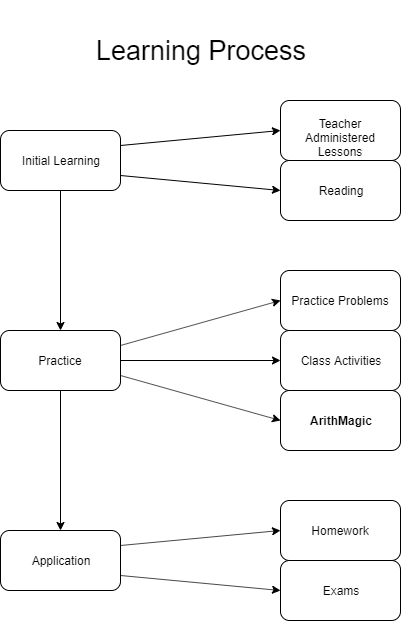 Learning Process
Teacher
Administered
Lessons
Initial Learning
Reading
Practice Problems
Practice
Class Activities
ArithMagic
Homework
Application
Exams